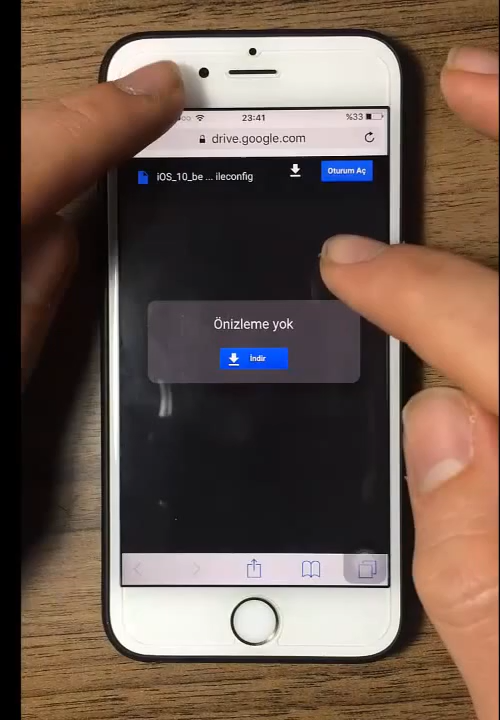 23:41
%33
drive.google.com
iOS_10_be ... ileconfig
Oturum Aç
Önizleme yok
İndir